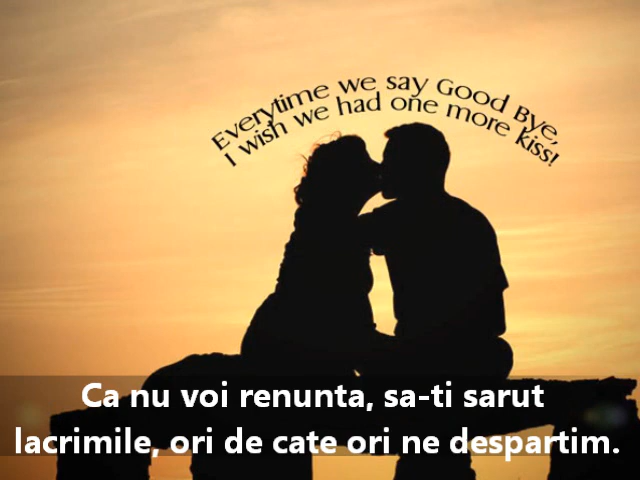 Everytime we say Good Bye,
I wish we had one more kiss!
Ca nu voi renunta, sa-ti sarut
lacrimile, ori de cate ori ne despartim.